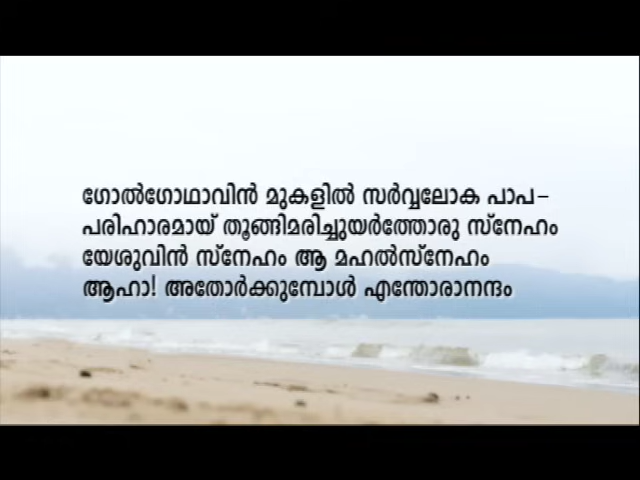 ഗോൽഗോഥാവിൻ മുകളിൽ സർവ്വലോക പാപ-
പരിഹാരമായ് തൂങ്ങിമരിച്ചുയർത്തോരു സ്നേഹം
യേശുവിൻ സ്നേഹം ആ മഹൽസ്നേഹം
ആഹാ! അതോർക്കുമ്പോൾ എന്തോരാനന്ദം